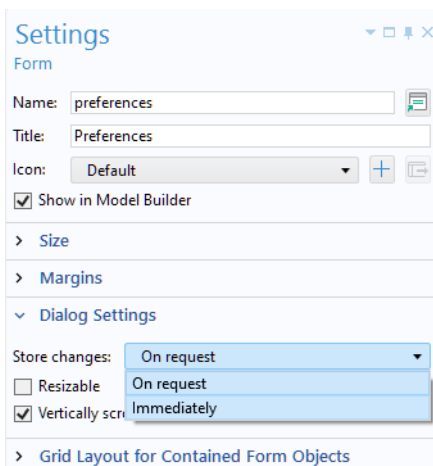 Settings
Form
Name: preferences
Title: Preferences
Icon: Default
Show in Model Builder
Size
Margins
Dialog Settings
Store changes: On request
Resizable On request
Vertically Immediately
Grid Layout for Contained Form Objects